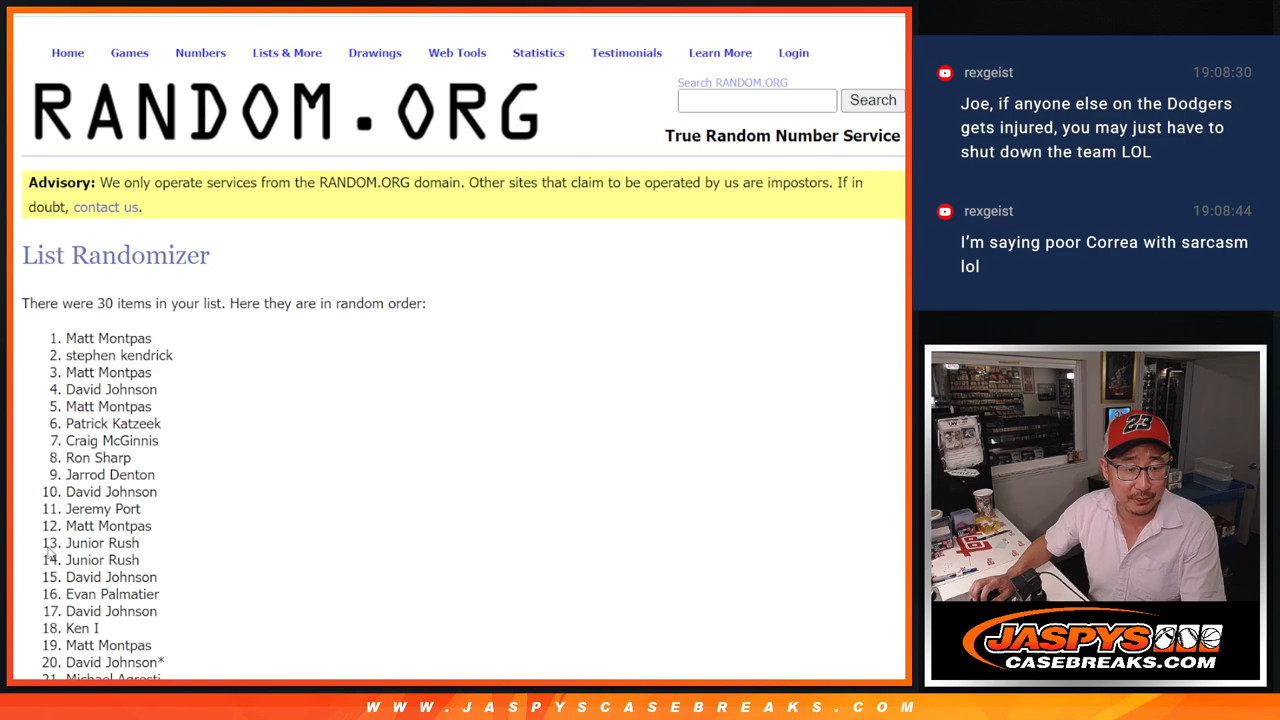 Home Games Numbers Lists & More Drawings Web Tools Statistics Testimonials Learn More Login
RANDOM.ORG
Search RANDOM.ORG
Search
True Random Number Service
Advisory: We only operate services from the RANDOM.ORG domain. Other sites that claim to be operated by us are impostors. If in
doubt, contact us.
List Randomizer
There were 30 items in your list. Here they are in random order:
1. Matt Montpas
2. stephen kendrick
3. Matt Montpas
4. David Johnson
5. Matt Montpas
6. Patrick Katzeek
7. Craig McGinnis
8. Ron Sharp
9. Jarrod Denton
10. David Johnson
11. Jeremy Port
12. Matt Montpas
13. Junior Rush
14. Junior Rush
15. David Johnson
16. Evan Palmatier
17. David Johnson
18. Ken I
19. Matt Montpas
20. David Johnson*
21. Michael Agresti
rexgeist 19:08:30
Joe, if anyone else on the Dodgers
gets injured, you may just have to
shut down the team LOL
rexgeist 19:08:44
I’m saying poor Correa with sarcasm
lol
23
JASPYS
CASEBREAKS.COM
WWW.JASPYSCASEBREAKS.COM